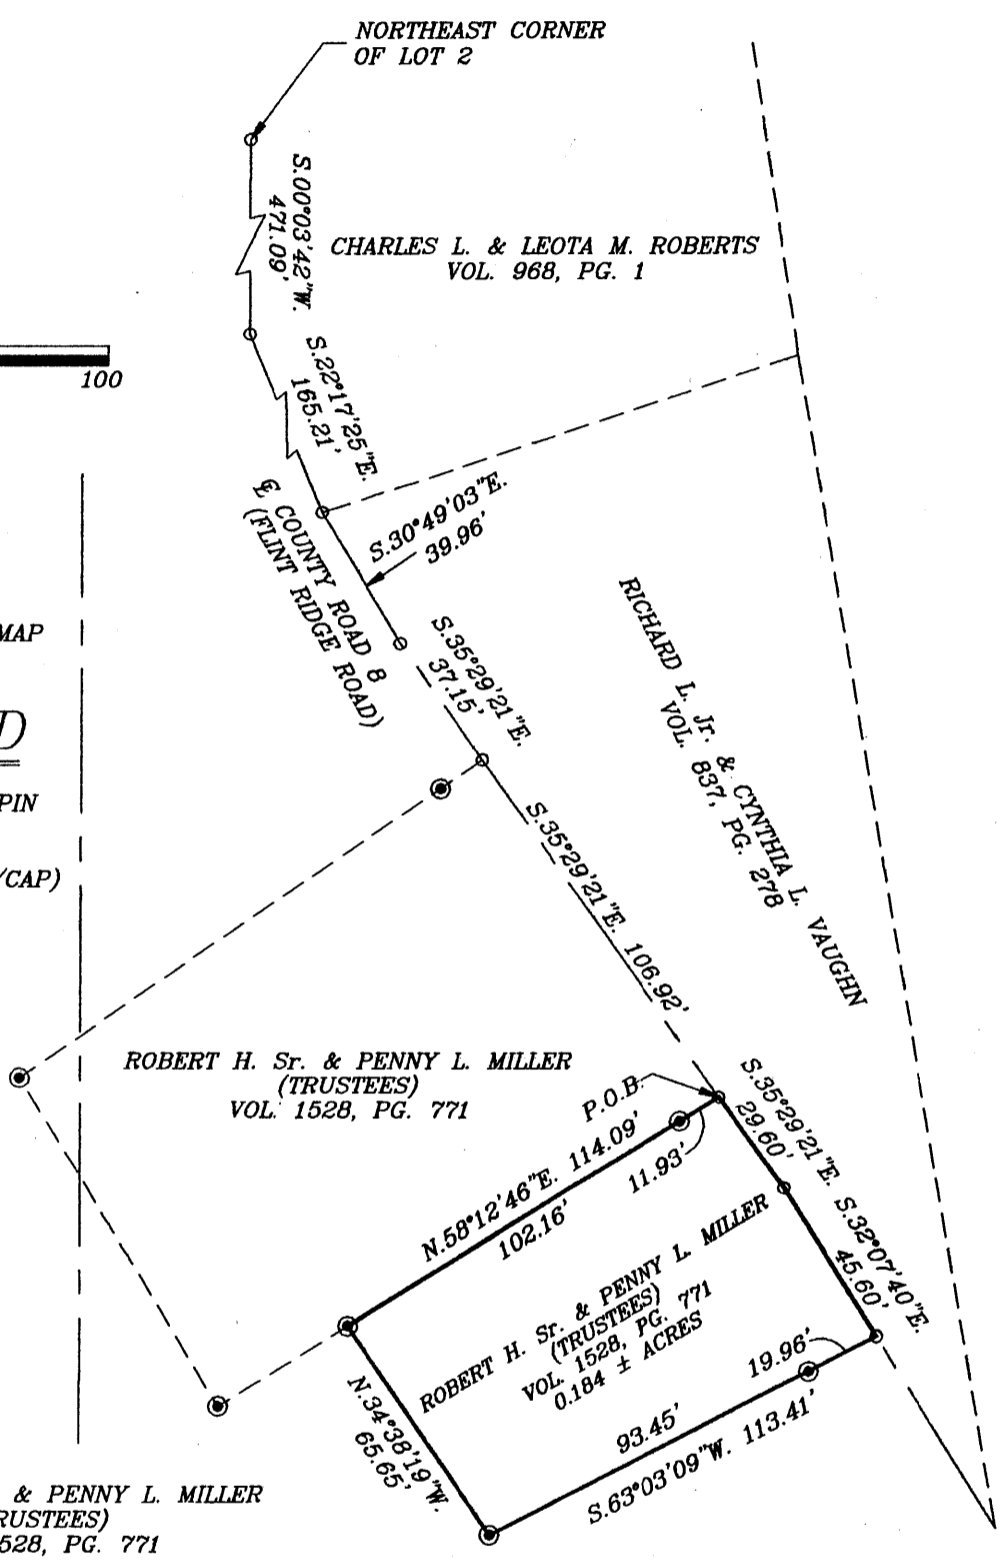 NORTHEAST CORNER
OF LOT 2
S.00°03'42"W.
471.09'
CHARLES L. & LEOTA M. ROBERTS
VOL. 968, PG. 1
100
S.22°17'25"E.
165.21'
S.30°49'03"E.
39.96'
℄ COUNTY ROAD 8
(FLINT RIDGE ROAD)
MAP
S.35°29'21"E.
37.15'
RICHARD L. Jr. & CYNTHIA L. VAUGHN
VOL. 837, PG. 278
D
PIN
/CAP)
S.35°29'21"E. 106.92'
ROBERT H. Sr. & PENNY L. MILLER
(TRUSTEES)
VOL. 1528, PG. 771
P.O.B.
S.35°29'21"E.
29.60'
N.58°12'46"E. 114.09'
11.93'
102.16'
S.32°07'40"E.
45.60'
ROBERT H. Sr. & PENNY L. MILLER
(TRUSTEES)
VOL. 1528, PG. 771
0.184 ± ACRES
19.96'
N.34°38'19"W.
65.65'
93.45'
S.63°03'09"W. 113.41'
& PENNY L. MILLER
RUSTEES)
528, PG. 771